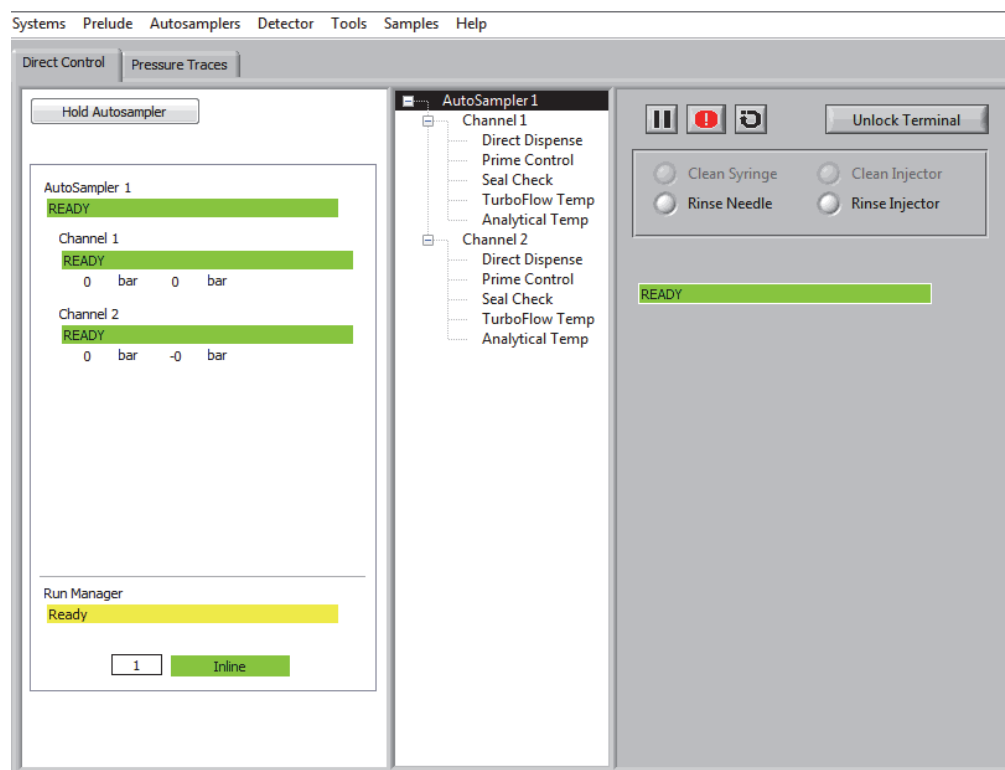 Systems Prelude Autosamplers Detector Tools Samples Help
Direct Control Pressure Traces
Hold Autosampler
AutoSampler 1
READY
Channel 1
READY
0 bar 0 bar
Channel 2
READY
0 bar -0 bar
Run Manager
Ready
1 Inline
AutoSampler 1
Channel 1
Direct Dispense
Prime Control
Seal Check
TurboFlow Temp
Analytical Temp
Channel 2
Direct Dispense
Prime Control
Seal Check
TurboFlow Temp
Analytical Temp
Unlock Terminal
Clean Syringe Clean Injector
Rinse Needle Rinse Injector
READY